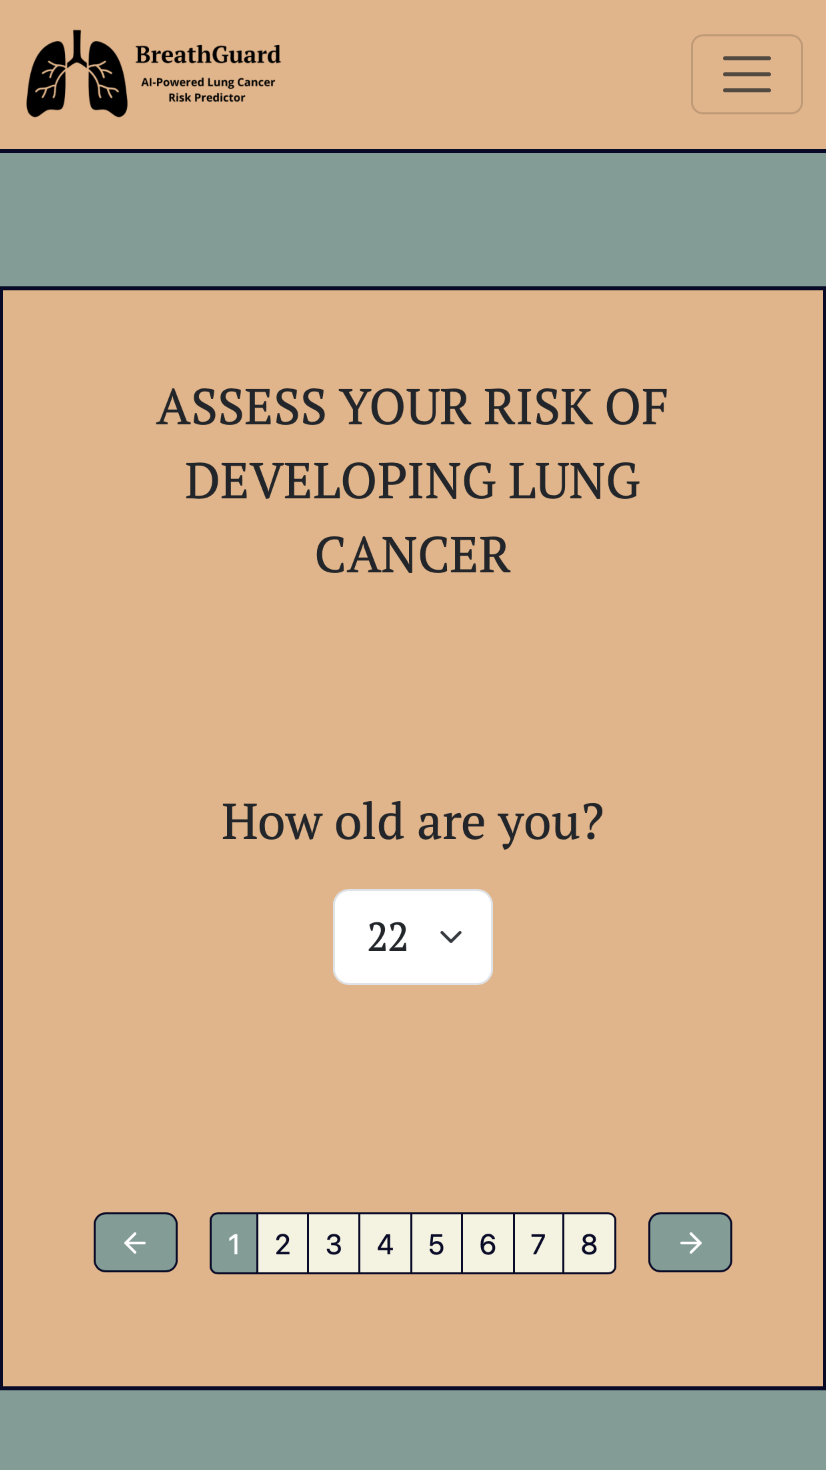 BreathGuard
AI-Powered Lung Cancer
Risk Predictor
ASSESS YOUR RISK OF
DEVELOPING LUNG
CANCER
How old are you?
22
1 2 3 4 5 6 7 8